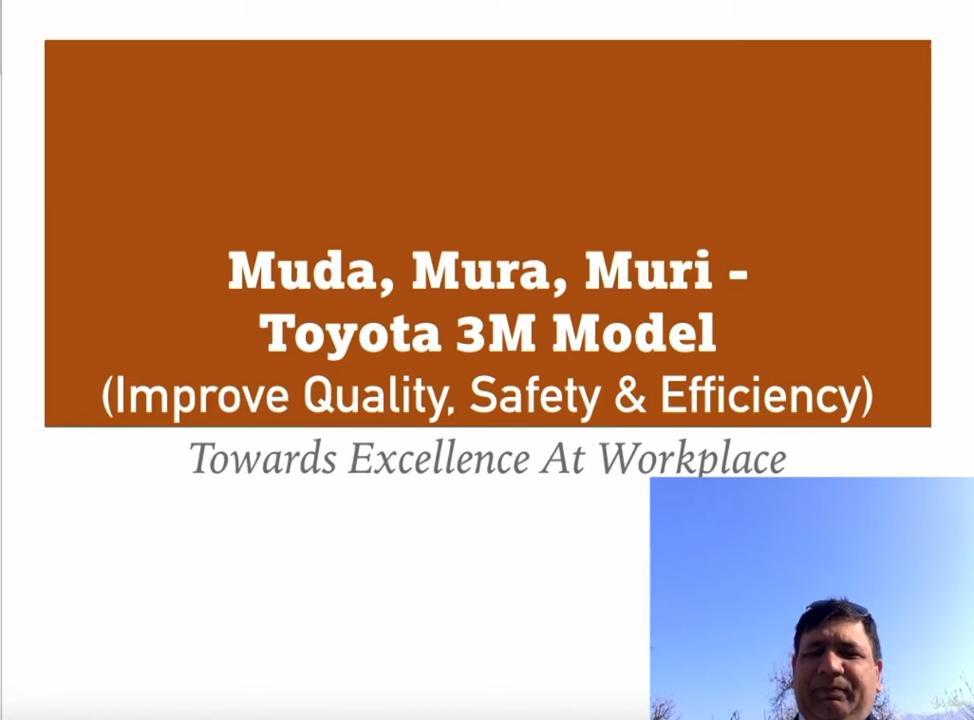 Muda, Mura, Muri -
Toyota 3M Model
(Improve Quality, Safety & Efficiency)
Towards Excellence At Workplace